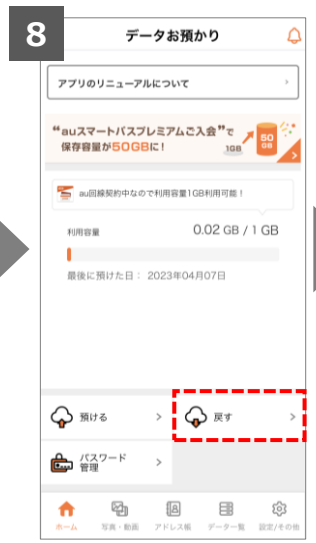 8
データお預かり
アプリのリニューアルについて
“auスマートパスプレミアムご入会”で
保存容量が50GBに！
1GB
50
GB
au回線契約中なので利用容量1GB利用可能！
利用容量
0.02 GB / 1 GB
最後に預けた日： 2023年04月07日
預ける
戻す
パスワード
管理
ホーム
写真・動画
アドレス帳
データ一覧
設定/その他